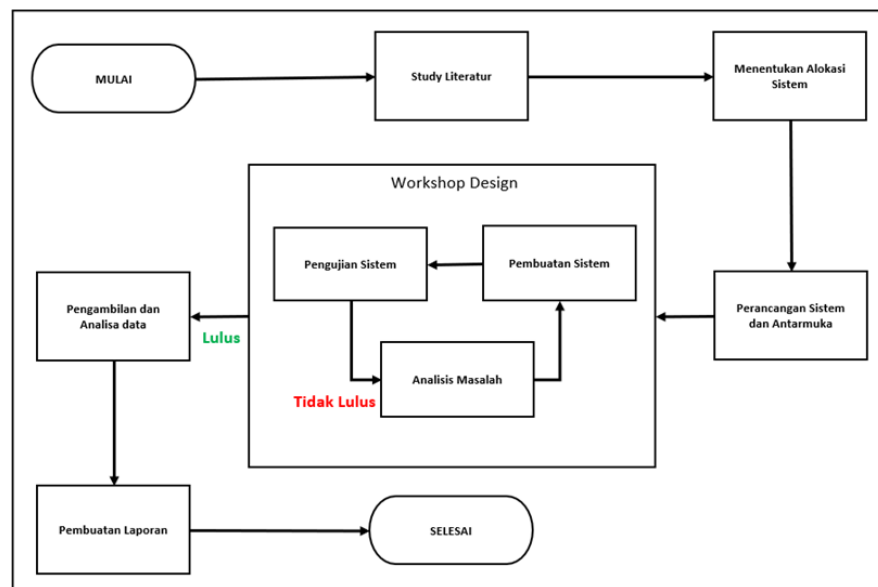 MULAI
Study Literatur
Menentukan Alokasi
Sistem
Workshop Design
Pengujian Sistem
Pembuatan Sistem
Perancangan Sistem
dan Antarmuka
Pengambilan dan
Analisa data
Lulus
Analisis Masalah
Tidak Lulus
Pembuatan Laporan
SELESAI